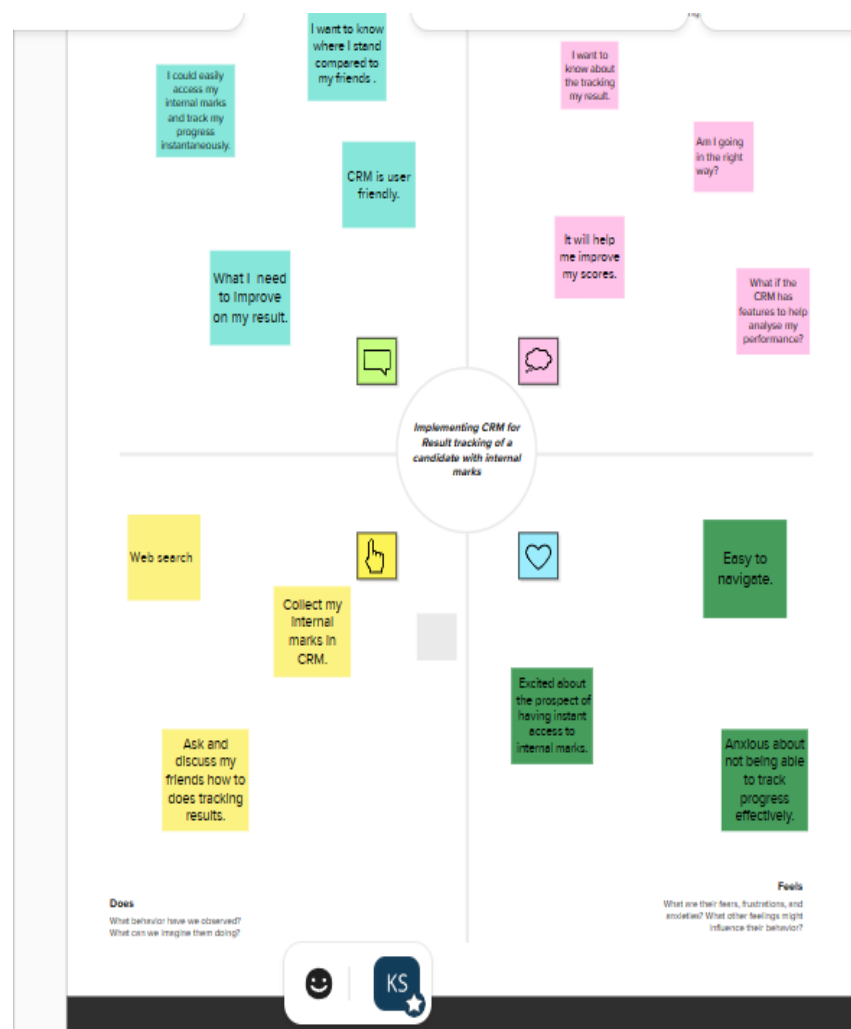 I want to know
where I stand
compared to
my friends .
I could easily
access my
internal marks
and track my
progress
instantaneously.
CRM is user
friendly.
What I need
to Improve
on my result.
I want to
know about
the tracking
my result.
Am I going
in the right
way?
It will help
me improve
my scores.
What if the
CRM has
features to help
analyse my
performance?
Implementing CRM for
Result tracking of a
candidate with internal
marks
Web search
Collect my
Internal
marks In
CRM.
Ask and
discuss my
friends how to
does tracking
results.
Easy to
navigate.
Excited about
the prospect of
having instant
access to
internal marks.
Anxious about
not being able
to track
progress
effectively.
Does
What behavior have we observed?
What can we imagine them doing?
Feels
What are their fears, frustrations, and
anxieties? What other feelings might
influence their behavior?
KS